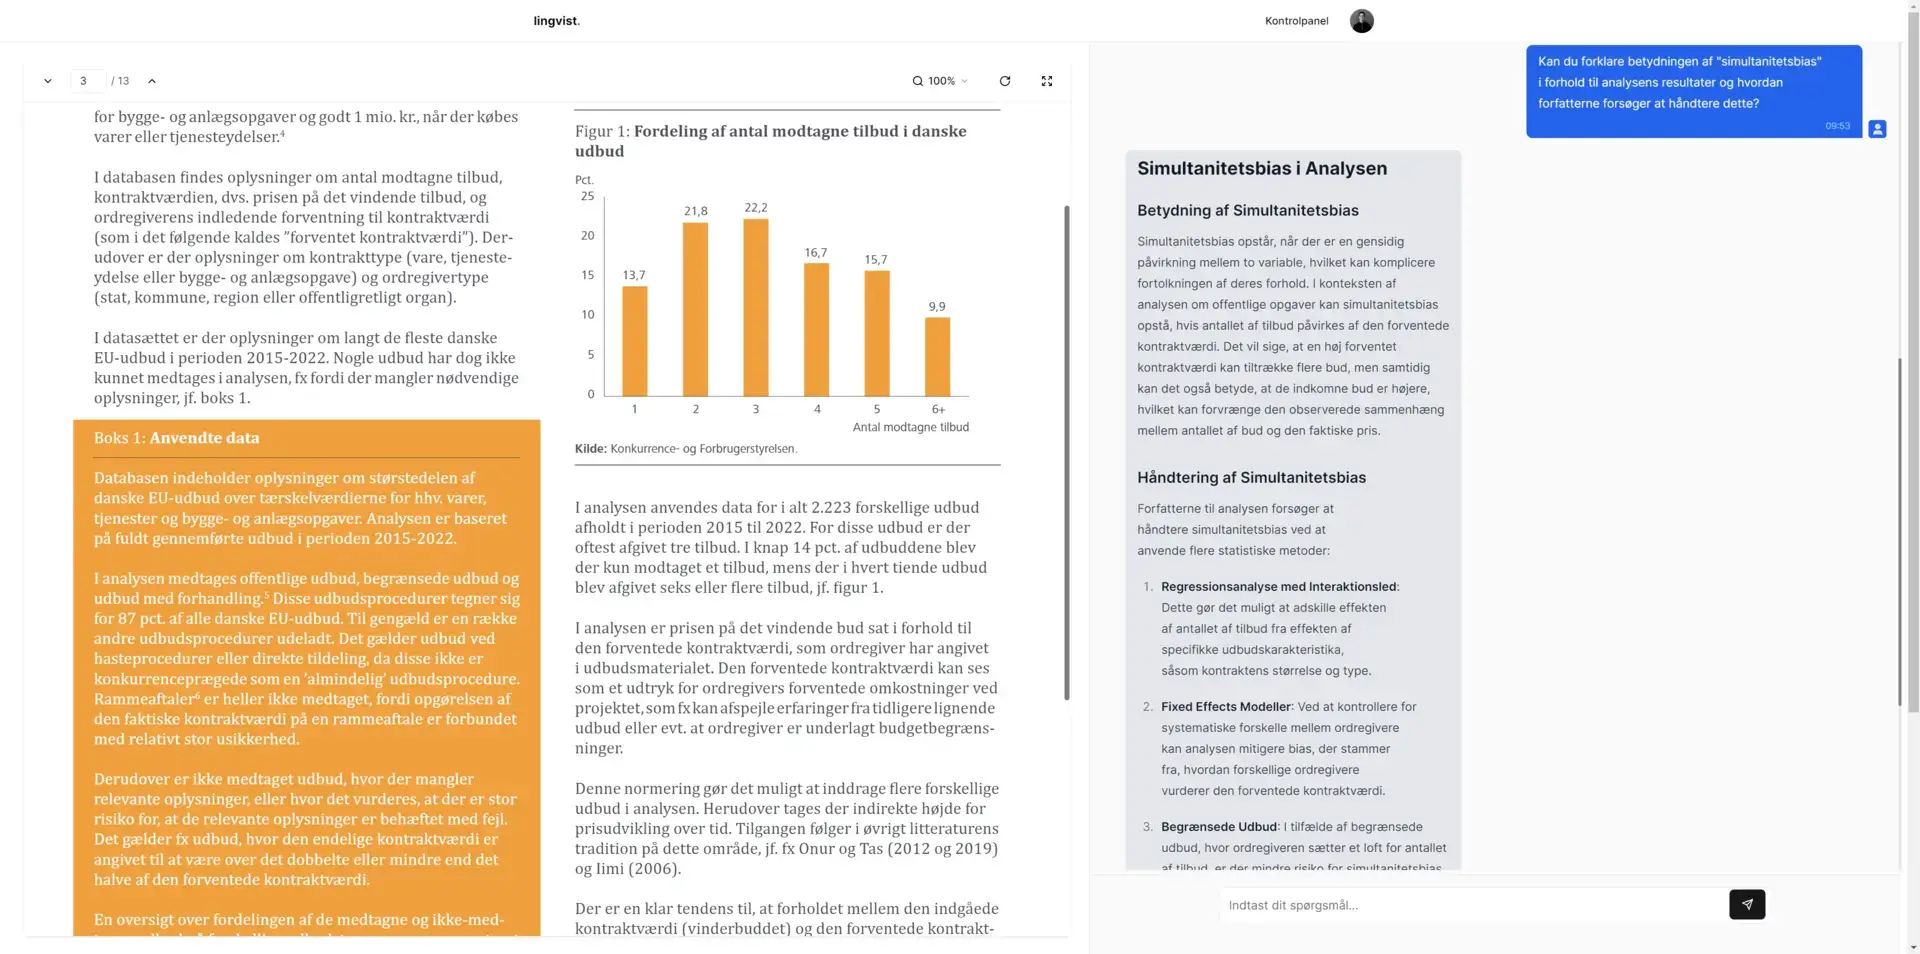 lingvist.
Kontrolpanel
3 / 13
100%
for bygge- og anlægsopgaver og godt 1 mio. kr., når der købes
varer eller tjenesteydelser.⁴
I databasen findes oplysninger om antal modtagne tilbud,
kontraktværdien, dvs. prisen på det vindende tilbud, og
ordregiverens indledende forventning til kontraktværdi
(som i det følgende kaldes ”forventet kontraktværdi”). Der-
udover er der oplysninger om kontrakttype (vare, tjeneste-
ydelse eller bygge- og anlægsopgave) og ordregivertype
(stat, kommune, region eller offentligretligt organ).
I datasættet er der oplysninger om langt de fleste danske
EU-udbud i perioden 2015-2022. Nogle udbud har dog ikke
kunnet medtages i analysen, fx fordi der mangler nødvendige
oplysninger, jf. boks 1.
Boks 1: Anvendte data
Databasen indeholder oplysninger om størstedelen af
danske EU-udbud over tærskelværdierne for hhv. varer,
tjenester og bygge- og anlægsopgaver. Analysen er baseret
på fuldt gennemførte udbud i perioden 2015-2022.
I analysen medtages offentlige udbud, begrænsede udbud og
udbud med forhandling.⁵ Disse udbudsprocedurer tegner sig
for 87 pct. af alle danske EU-udbud. Til gengæld er en række
andre udbudsprocedurer udeladt. Det gælder udbud ved
hasteprocedurer eller direkte tildeling, da disse ikke er
konkurrenceprægede som en ’almindelig’ udbudsprocedure.
Rammeaftaler⁶ er heller ikke medtaget, fordi opgørelsen af
den faktiske kontraktværdi på en rammeaftale er forbundet
med relativt stor usikkerhed.
Derudover er ikke medtaget udbud, hvor der mangler
relevante oplysninger, eller hvor det vurderes, at der er stor
risiko for, at de relevante oplysninger er behæftet med fejl.
Det gælder fx udbud, hvor den endelige kontraktværdi er
angivet til at være over det dobbelte eller mindre end det
halve af den forventede kontraktværdi.
En oversigt over fordelingen af de medtagne og ikke-med-
Figur 1: Fordeling af antal modtagne tilbud i danske
udbud
Pct.
25
20
15
10
5
0
13,7
21,8
22,2
16,7
15,7
9,9
1 2 3 4 5 6+
Antal modtagne tilbud
Kilde: Konkurrence- og Forbrugerstyrelsen.
I analysen anvendes data for i alt 2.223 forskellige udbud
afholdt i perioden 2015 til 2022. For disse udbud er der
oftest afgivet tre tilbud. I knap 14 pct. af udbuddene blev
der kun modtaget et tilbud, mens der i hvert tiende udbud
blev afgivet seks eller flere tilbud, jf. figur 1.
I analysen er prisen på det vindende bud sat i forhold til
den forventede kontraktværdi, som ordregiver har angivet
i udbudsmaterialet. Den forventede kontraktværdi kan ses
som et udtryk for ordregivers forventede omkostninger ved
projektet, som fx kan afspejle erfaringer fra tidligere lignende
udbud eller evt. at ordregiver er underlagt budgetbegræns-
ninger.
Denne normering gør det muligt at inddrage flere forskellige
udbud i analysen. Herudover tages der indirekte højde for
prisudvikling over tid. Tilgangen følger i øvrigt litteraturens
tradition på dette område, jf. fx Onur og Tas (2012 og 2019)
og Iimi (2006).
Der er en klar tendens til, at forholdet mellem den indgåede
kontraktværdi (vinderbuddet) og den forventede kontrakt-
Kan du forklare betydningen af "simultanitetsbias"
i forhold til analysens resultater og hvordan
forfatterne forsøger at håndtere dette?
09:53
Simultanitetsbias i Analysen
Betydning af Simultanitetsbias
Simultanitetsbias opstår, når der er en gensidig
påvirkning mellem to variable, hvilket kan komplicere
fortolkningen af deres forhold. I konteksten af
analysen om offentlige opgaver kan simultanitetsbias
opstå, hvis antallet af tilbud påvirkes af den forventede
kontraktværdi. Det vil sige, at en høj forventet
kontraktværdi kan tiltrække flere bud, men samtidig
kan det også betyde, at de indkomne bud er højere,
hvilket kan forvrænge den observerede sammenhæng
mellem antallet af bud og den faktiske pris.
Håndtering af Simultanitetsbias
Forfatterne til analysen forsøger at
håndtere simultanitetsbias ved at
anvende flere statistiske metoder:
1. Regressionsanalyse med Interaktionsled:
Dette gør det muligt at adskille effekten
af antallet af tilbud fra effekten af
specifikke udbudskarakteristika,
såsom kontraktens størrelse og type.
2. Fixed Effects Modeller: Ved at kontrollere for
systematiske forskelle mellem ordregivere
kan analysen mitigere bias, der stammer
fra, hvordan forskellige ordregivere
vurderer den forventede kontraktværdi.
3. Begrænsede Udbud: I tilfælde af begrænsede
udbud, hvor ordregiveren sætter et loft for antallet
af tilbud, er der mindre risiko for simultanitetsbias
Indtast dit spørgsmål...